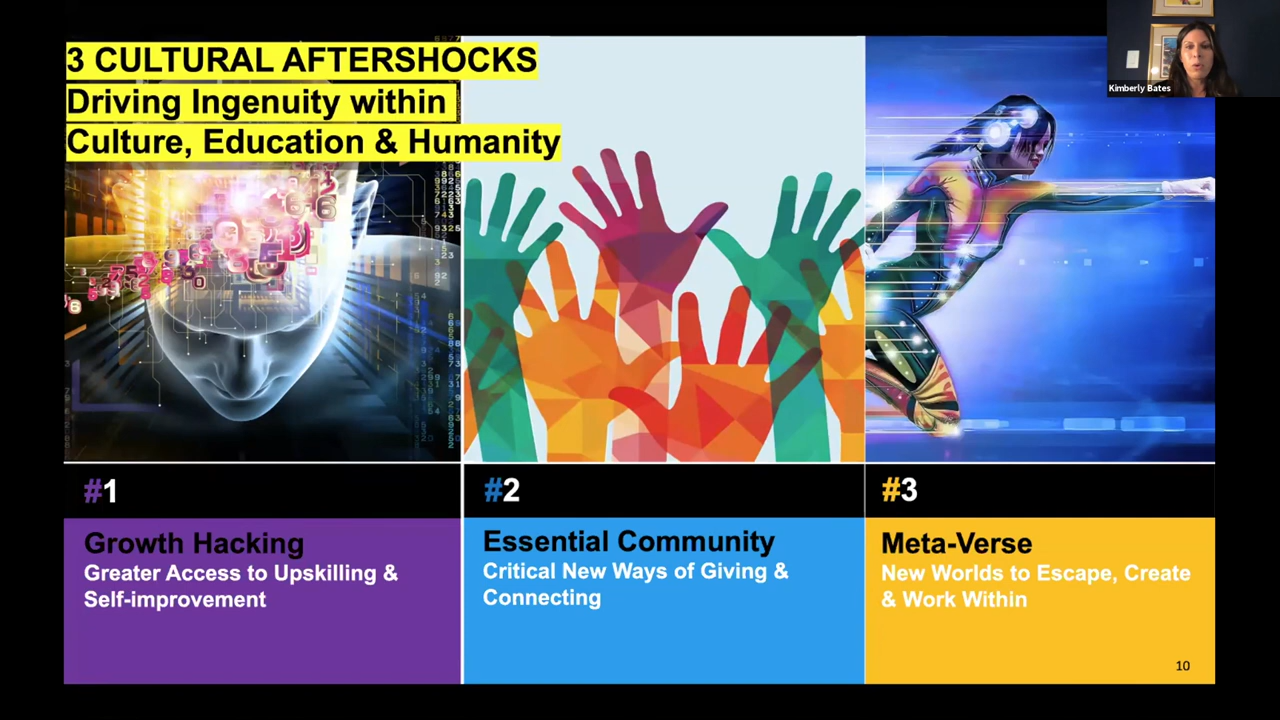 3 CULTURAL AFTERSHOCKS
Driving Ingenuity within
Culture, Education & Humanity
Kimberly Bates
#1
Growth Hacking
Greater Access to Upskilling &
Self-improvement
#2
Essential Community
Critical New Ways of Giving &
Connecting
#3
Meta-Verse
New Worlds to Escape, Create
& Work Within
10